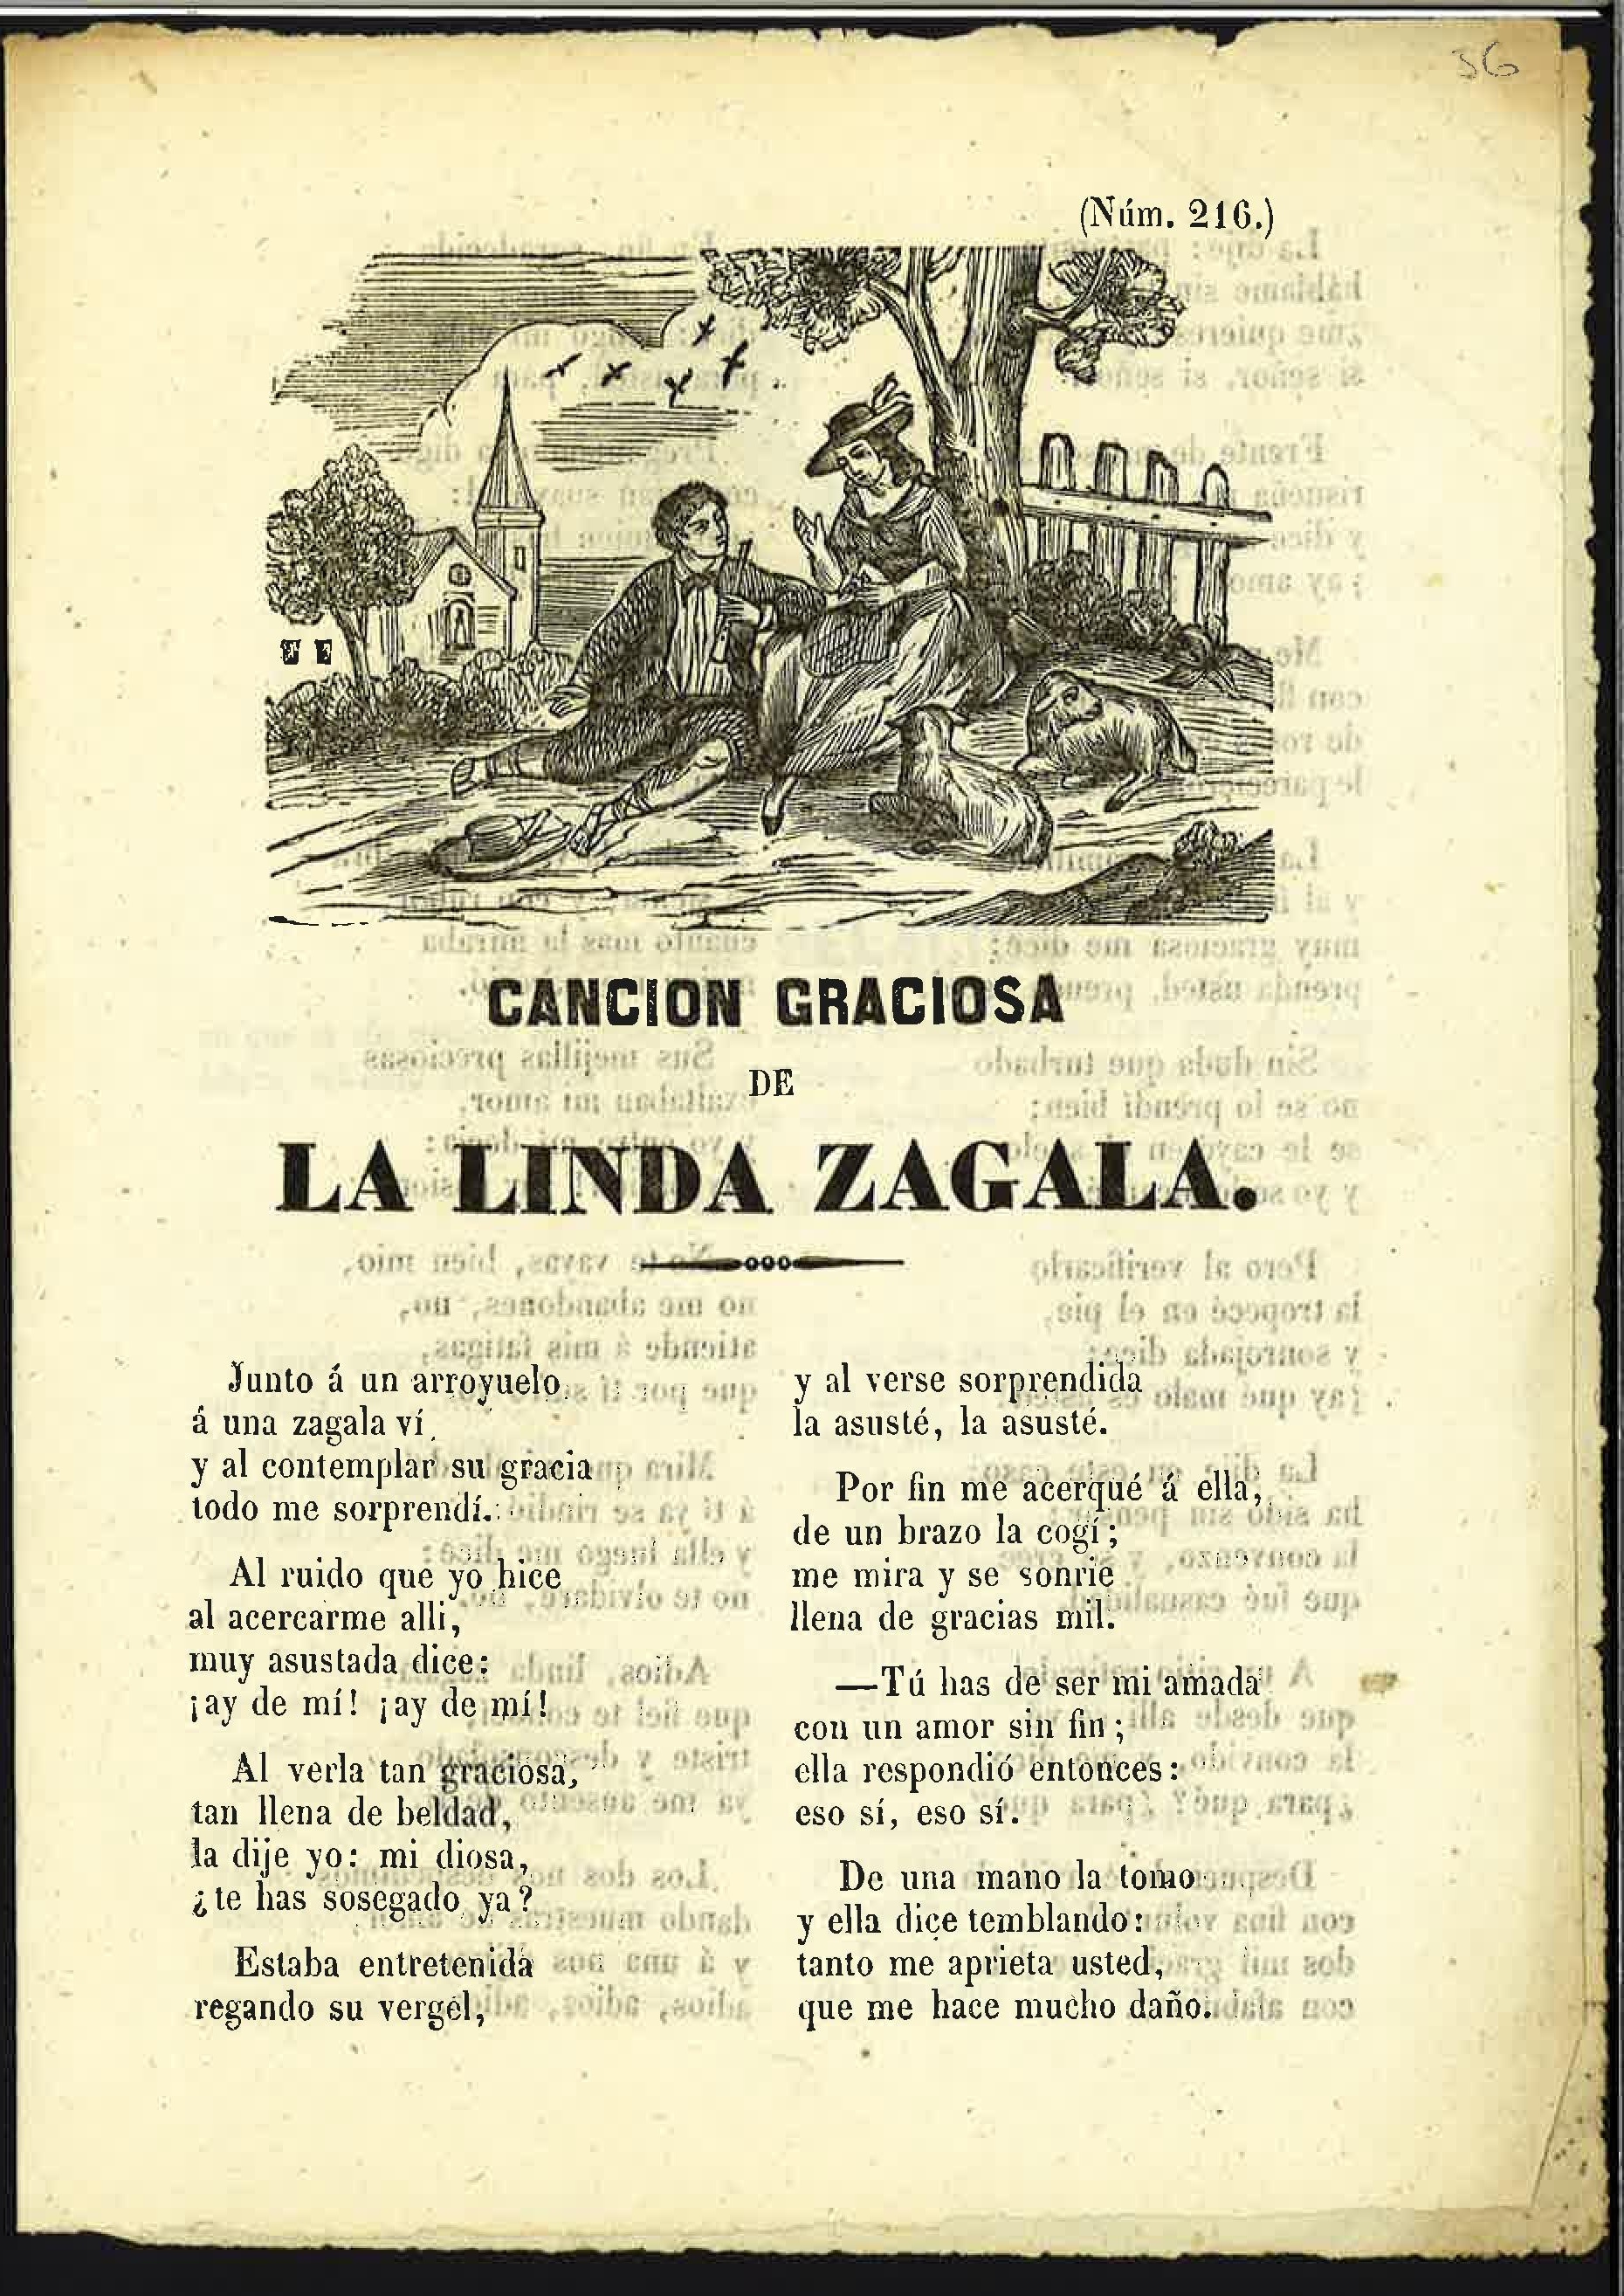 36
(Núm. 216.)
CANCION GRACIOSA
DE
LA LINDA ZAGALA.
Junto á un arroyuelo
á una zagala ví,
y al contemplar su gracia
todo me sorprendí.
Al ruido que yo hice
al acercarme alli,
muy asustada dice:
¡ay de mí! ¡ay de mí!
Al verla tan graciosa,
tan llena de beldad,
la dije yo: mi diosa,
¿te has sosegado ya?
Estaba entretenida
regando su vergel,
y al verse sorprendida
la asusté, la asusté.
Por fin me acerqué á ella,
de un brazo la cogí;
me mira y se sonrie
llena de gracias mil.
—Tú has de ser mi amada
con un amor sin fin;
ella respondió entonces:
eso sí, eso sí.
De una mano la tomo
y ella dice temblando:
tanto me aprieta usted,
que me hace mucho daño.